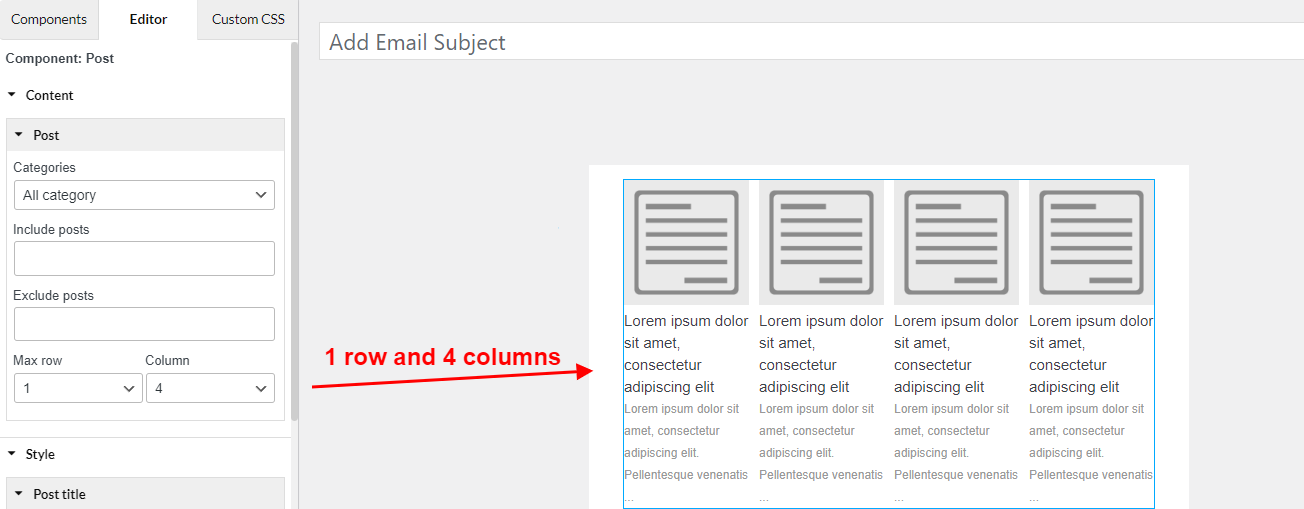 Components Editor Custom CSS
Add Email Subject
Component: Post
Content
Post
Categories
All category
Include posts
Exclude posts
Max row Column
1 4
Style
Post title
1 row and 4 columns
Lorem ipsum dolor
sit amet,
consectetur
adipiscing elit
Lorem ipsum dolor sit
amet, consectetur
adipiscing elit.
Pellentesque venenatis
...
Lorem ipsum dolor
sit amet,
consectetur
adipiscing elit
Lorem ipsum dolor sit
amet, consectetur
adipiscing elit.
Pellentesque venenatis
...
Lorem ipsum dolor
sit amet,
consectetur
adipiscing elit
Lorem ipsum dolor sit
amet, consectetur
adipiscing elit.
Pellentesque venenatis
...
Lorem ipsum dolor
sit amet,
consectetur
adipiscing elit
Lorem ipsum dolor sit
amet, consectetur
adipiscing elit.
Pellentesque venenatis
...